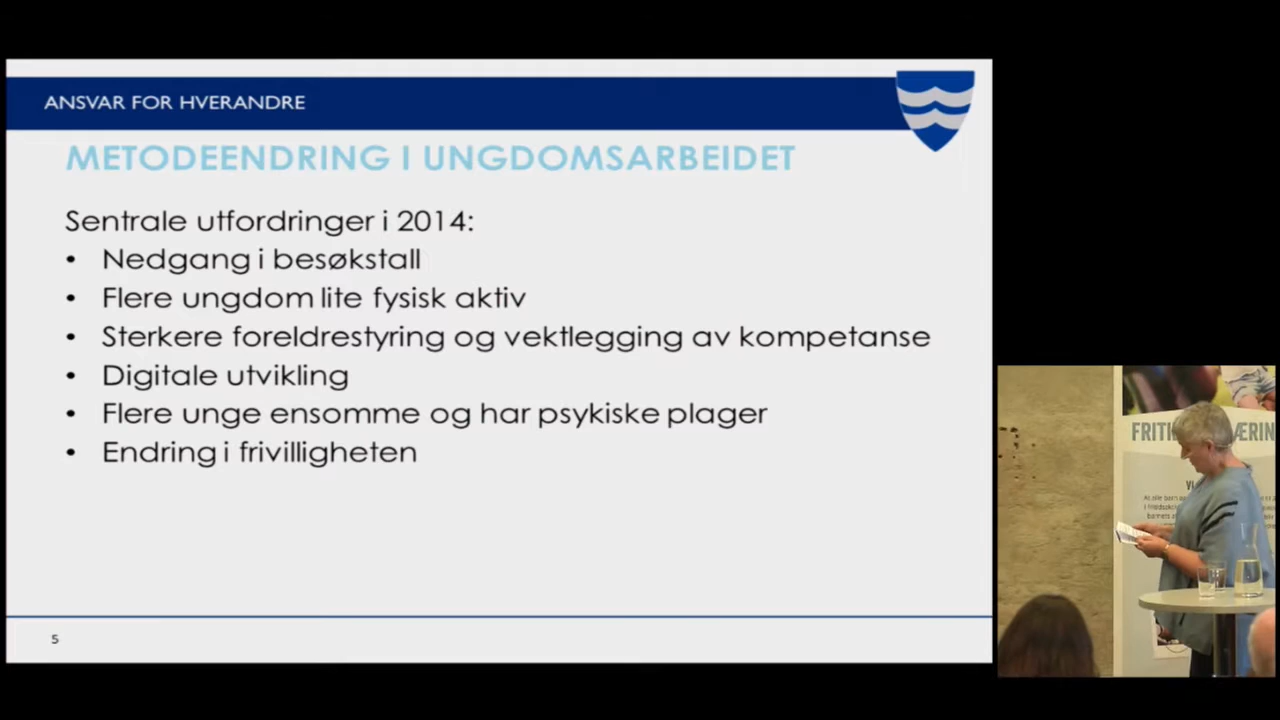 ANSVAR FOR HVERANDRE
METODEENDRING I UNGDOMSARBEIDET
Sentrale utfordringer i 2014:
• Nedgang i besøkstall
• Flere ungdom lite fysisk aktiv
• Sterkere foreldrestyring og vektlegging av kompetanse
• Digitale utvikling
• Flere unge ensomme og har psykiske plager
• Endring i frivilligheten
5
FRITI ÆRIN